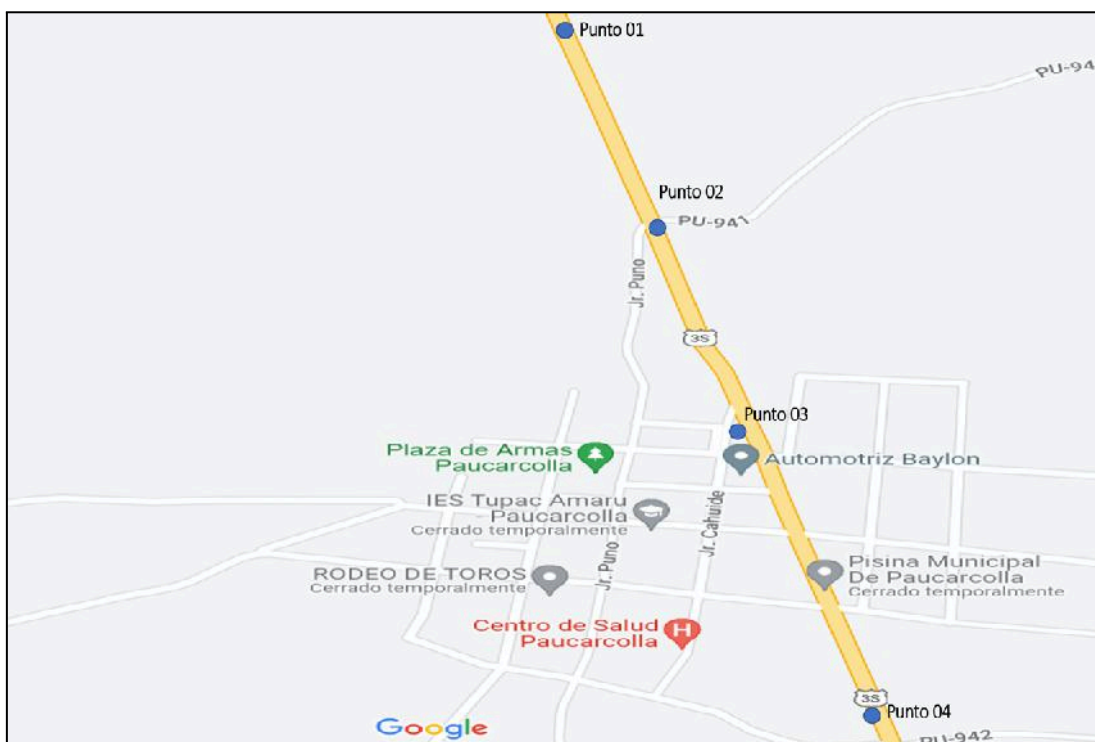 Punto 01
PU-94
Punto 02
PU-941
Jr. Puno
3S
Punto 03
Plaza de Armas
Paucarcolla
Automotriz Baylon
IES Tupac Amaru
Paucarcolla
Cerrado temporalmente
Jr. Cahuide
Jr. Puno
Pisina Municipal
De Paucarcolla
Cerrado temporalmente
RODEO DE TOROS
Cerrado temporalmente
Centro de Salud
Paucarcolla
H
3S
Punto 04
Google
PU-942